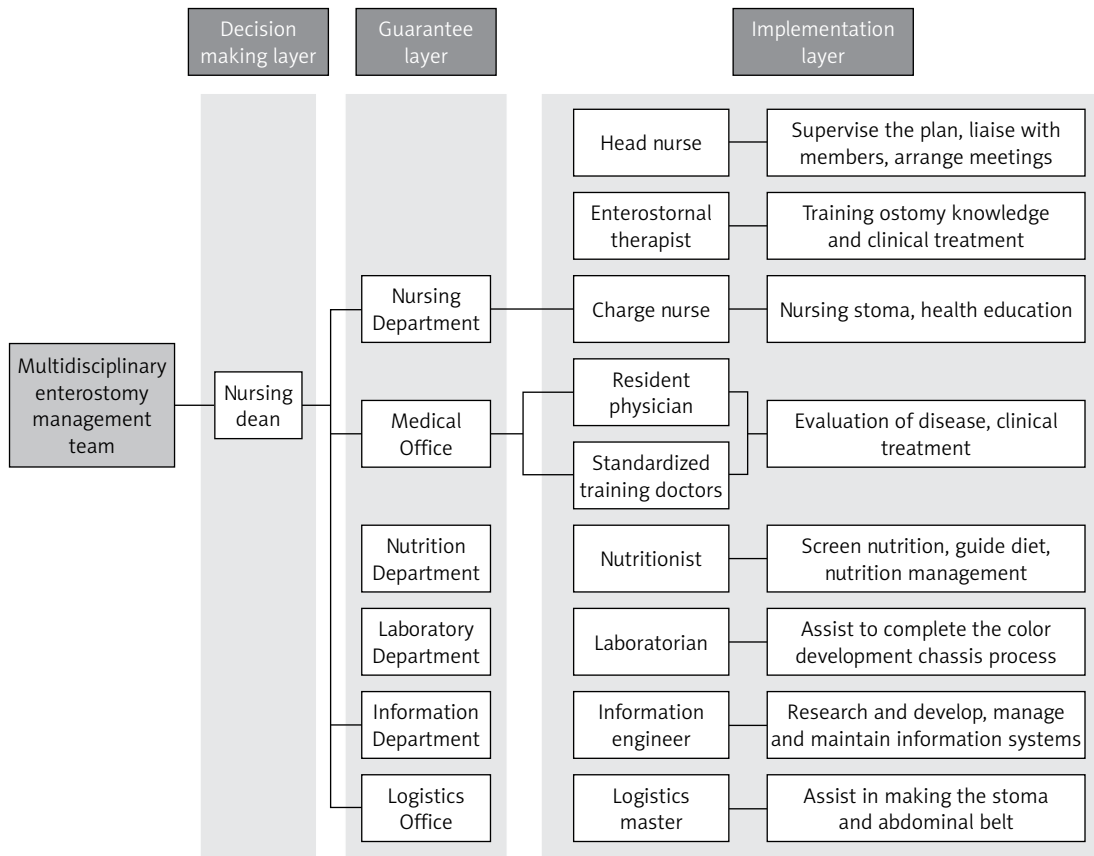 Decision
making layer
Guarantee
layer
Implementation
layer
Multidisciplinary
enterostomy
management
team
Nursing
dean
Nursing
Department
Medical
Office
Nutrition
Department
Laboratory
Department
Information
Department
Logistics
Office
Head nurse
Supervise the plan, liaise with
members, arrange meetings
Enterostornal
therapist
Training ostomy knowledge
and clinical treatment
Charge nurse
Nursing stoma, health education
Resident
physician
Standardized
training doctors
Evaluation of disease, clinical
treatment
Nutritionist
Screen nutrition, guide diet,
nutrition management
Laboratorian
Assist to complete the color
development chassis process
Information
engineer
Research and develop, manage
and maintain information systems
Logistics
master
Assist in making the stoma
and abdominal belt